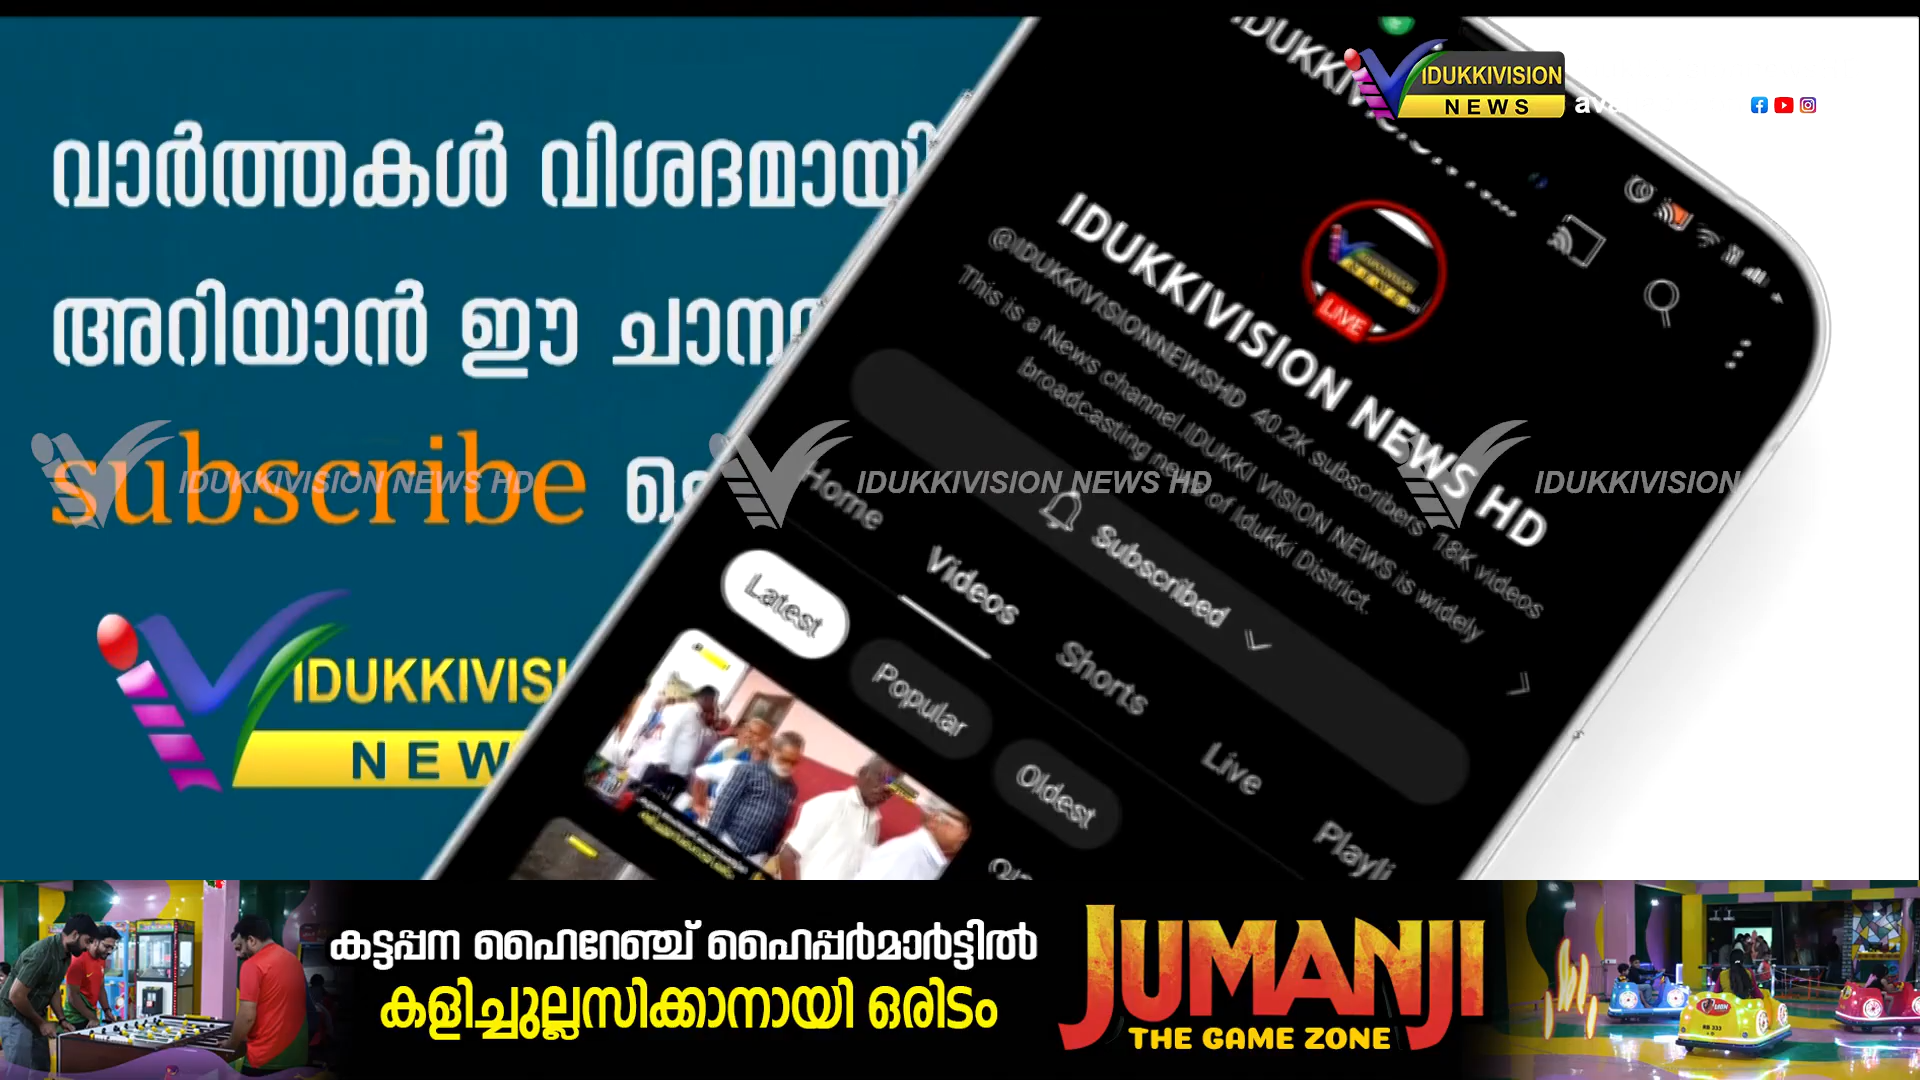 IDUKKIVISION
NEWS
വാർത്തകൾ വിശദമായി
അറിയാൻ ഈ
subscribe
IDUKKIVISION NEWS HD
IDUKKIVISION NEWS HD
IDUKKIVISION
IDUKKIVISI
NEW
IDUKKIVISION NEWS HD
@IDUKKIVISIONNEWSHD 40.2K subscribers 18K videos
This is a News channel.IDUKKI VISION NEWS is widely
broadcasting news of Idukki District.
LIVE
Subscribed
Home
Videos
Shorts
Live
Playli
Latest
Popular
Oldest
കട്ടപ്പന ഹൈറേഞ്ച് ഹൈപ്പർമാർട്ടിൽ
കളിച്ചുല്ലസിക്കാനായി ഒരിടം
JUMANJI
THE GAME ZONE